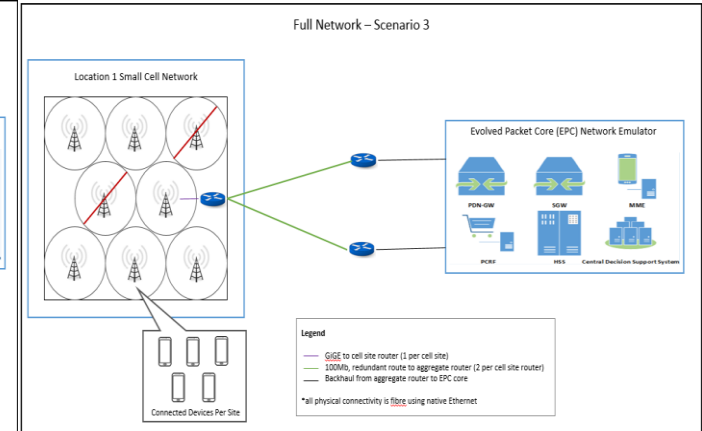 Full Network – Scenario 3
Location 1 Small Cell Network
Evolved Packet Core (EPC) Network Emulator
PDN-GW SGW MME
PCRF HSS Central Decision Support System
Connected Devices Per Site
Legend
GiGE to cell site router (1 per cell site)
100Mb, redundant route to aggregate router (2 per cell site router)
Backhaul from aggregate router to EPC core
*all physical connectivity is fibre using native Ethernet